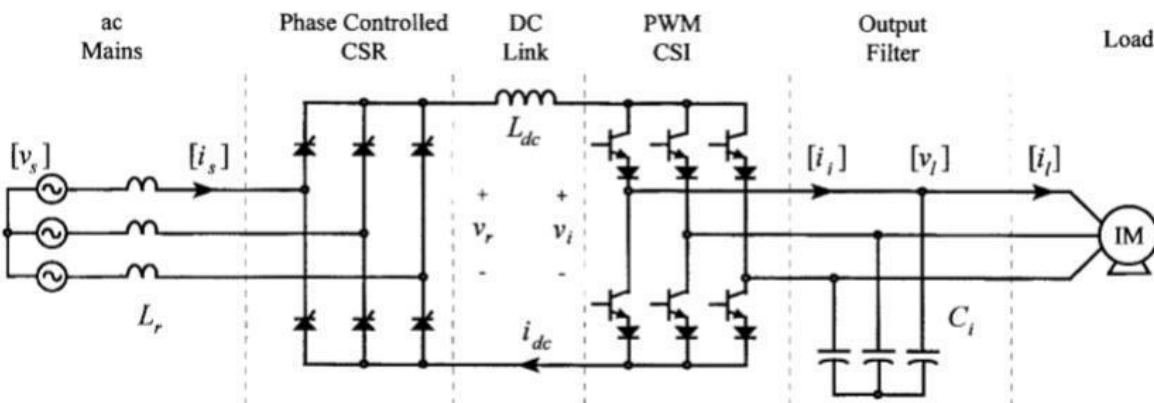 ac
Mains
Phase Controlled
CSR
DC
Link
PWM
CSI
Output
Filter
Load
[v_s]
[i_s]
L_r
L_dc
+
v_r
-
+
v_i
-
i_dc
[i_i]
[v_l]
[i_l]
C_i
IM